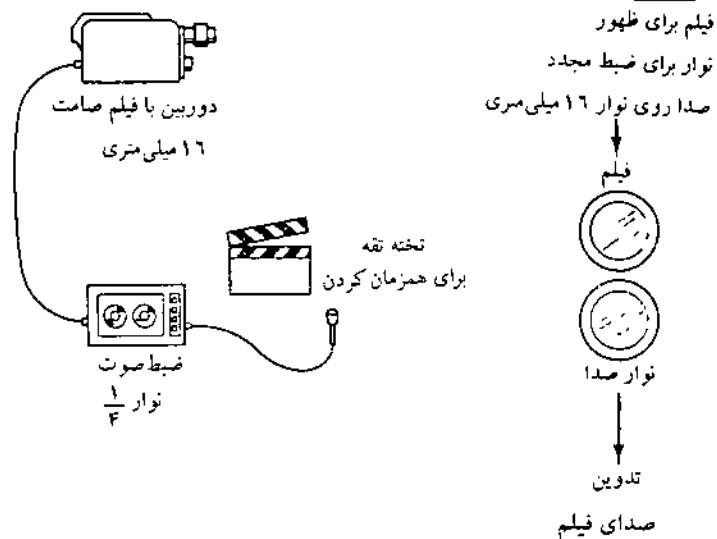 فیلم برای ظهور
نوار برای ضبط مجدد
صدا روی نوار ۱۶ میلی‌متری
فیلم
نوار صدا
تدوین
صدای فیلم
دوربین با فیلم صامت
۱۶ میلی‌متری
تخته تقه
برای همزمان کردن
ضبط صوت
نوار ۱/۴